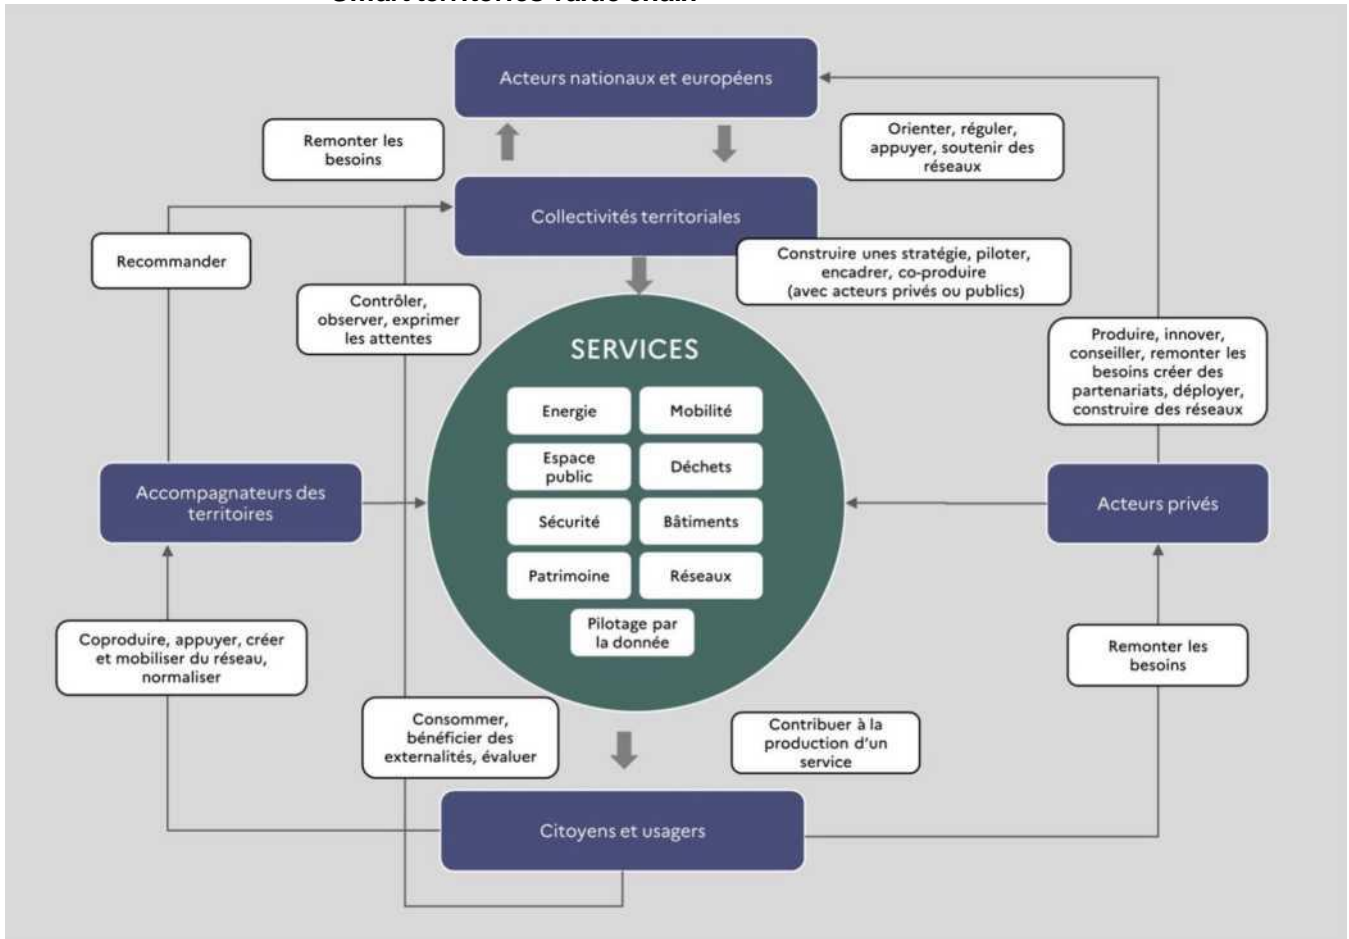 Smart territories value chain
Acteurs nationaux et européens
Remonter les
besoins
Orienter, réguler,
appuyer, soutenir des
réseaux
Collectivités territoriales
Recommander
Construire unes stratégie, piloter,
encadrer, co-produire
(avec acteurs privés ou publics)
Contrôler,
observer, exprimer
les attentes
Produire, innover,
conseiller, remonter les
besoins créer des
partenariats, déployer,
construire des réseaux
SERVICES
Energie
Mobilité
Espace
public
Déchets
Sécurité
Bâtiments
Patrimoine
Réseaux
Pilotage par
la donnée
Accompagnateurs des
territoires
Acteurs privés
Coproduire, appuyer, créer
et mobiliser du réseau,
normaliser
Remonter les
besoins
Consommer,
bénéficier des
externalités, évaluer
Contribuer à la
production d'un
service
Citoyens et usagers